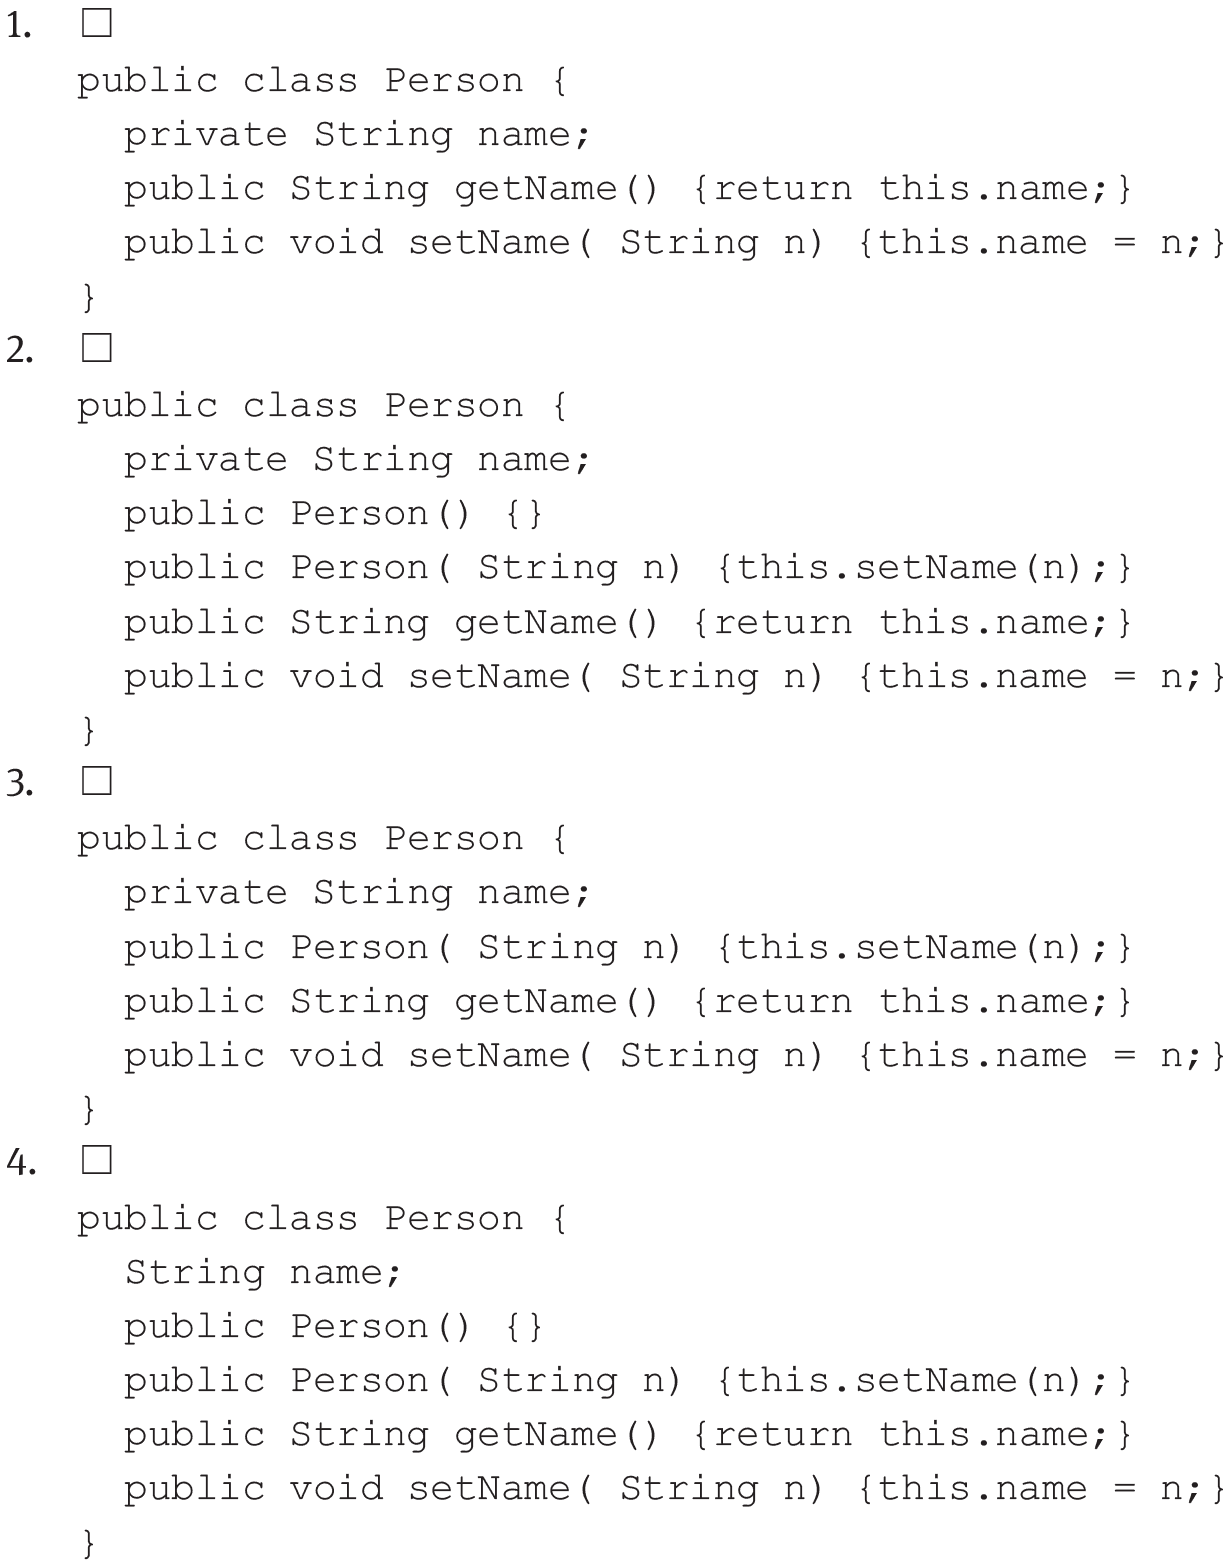 1. ☐
public class Person {
  private String name;
  public String getName() {return this.name;}
  public void setName( String n) {this.name = n;}
}
2. ☐
public class Person {
  private String name;
  public Person() {}
  public Person( String n) {this.setName(n);}
  public String getName() {return this.name;}
  public void setName( String n) {this.name = n;}
}
3. ☐
public class Person {
  private String name;
  public Person( String n) {this.setName(n);}
  public String getName() {return this.name;}
  public void setName( String n) {this.name = n;}
}
4. ☐
public class Person {
  String name;
  public Person() {}
  public Person( String n) {this.setName(n);}
  public String getName() {return this.name;}
  public void setName( String n) {this.name = n;}
}